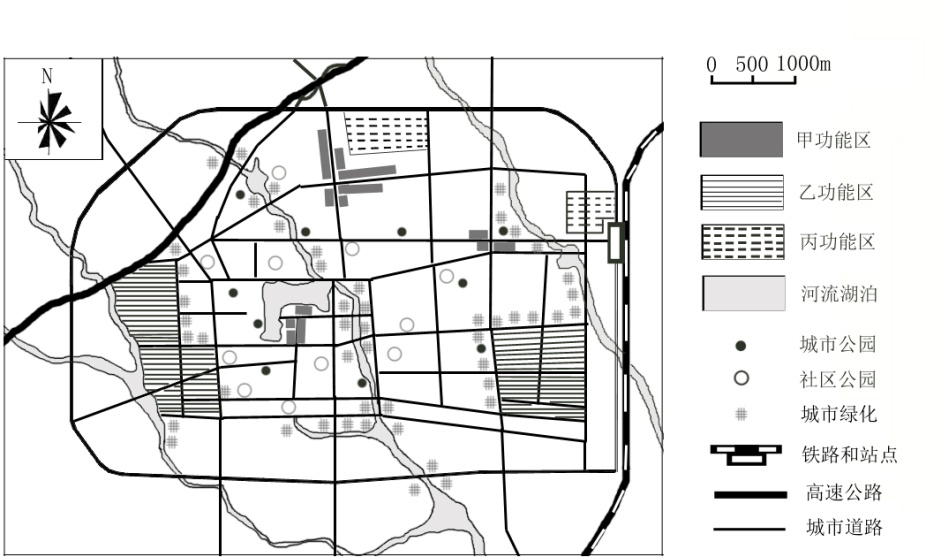 N
0 500 1000m
甲功能区
乙功能区
丙功能区
河流湖泊
城市公园
社区公园
城市绿化
铁路和站点
高速公路
城市道路